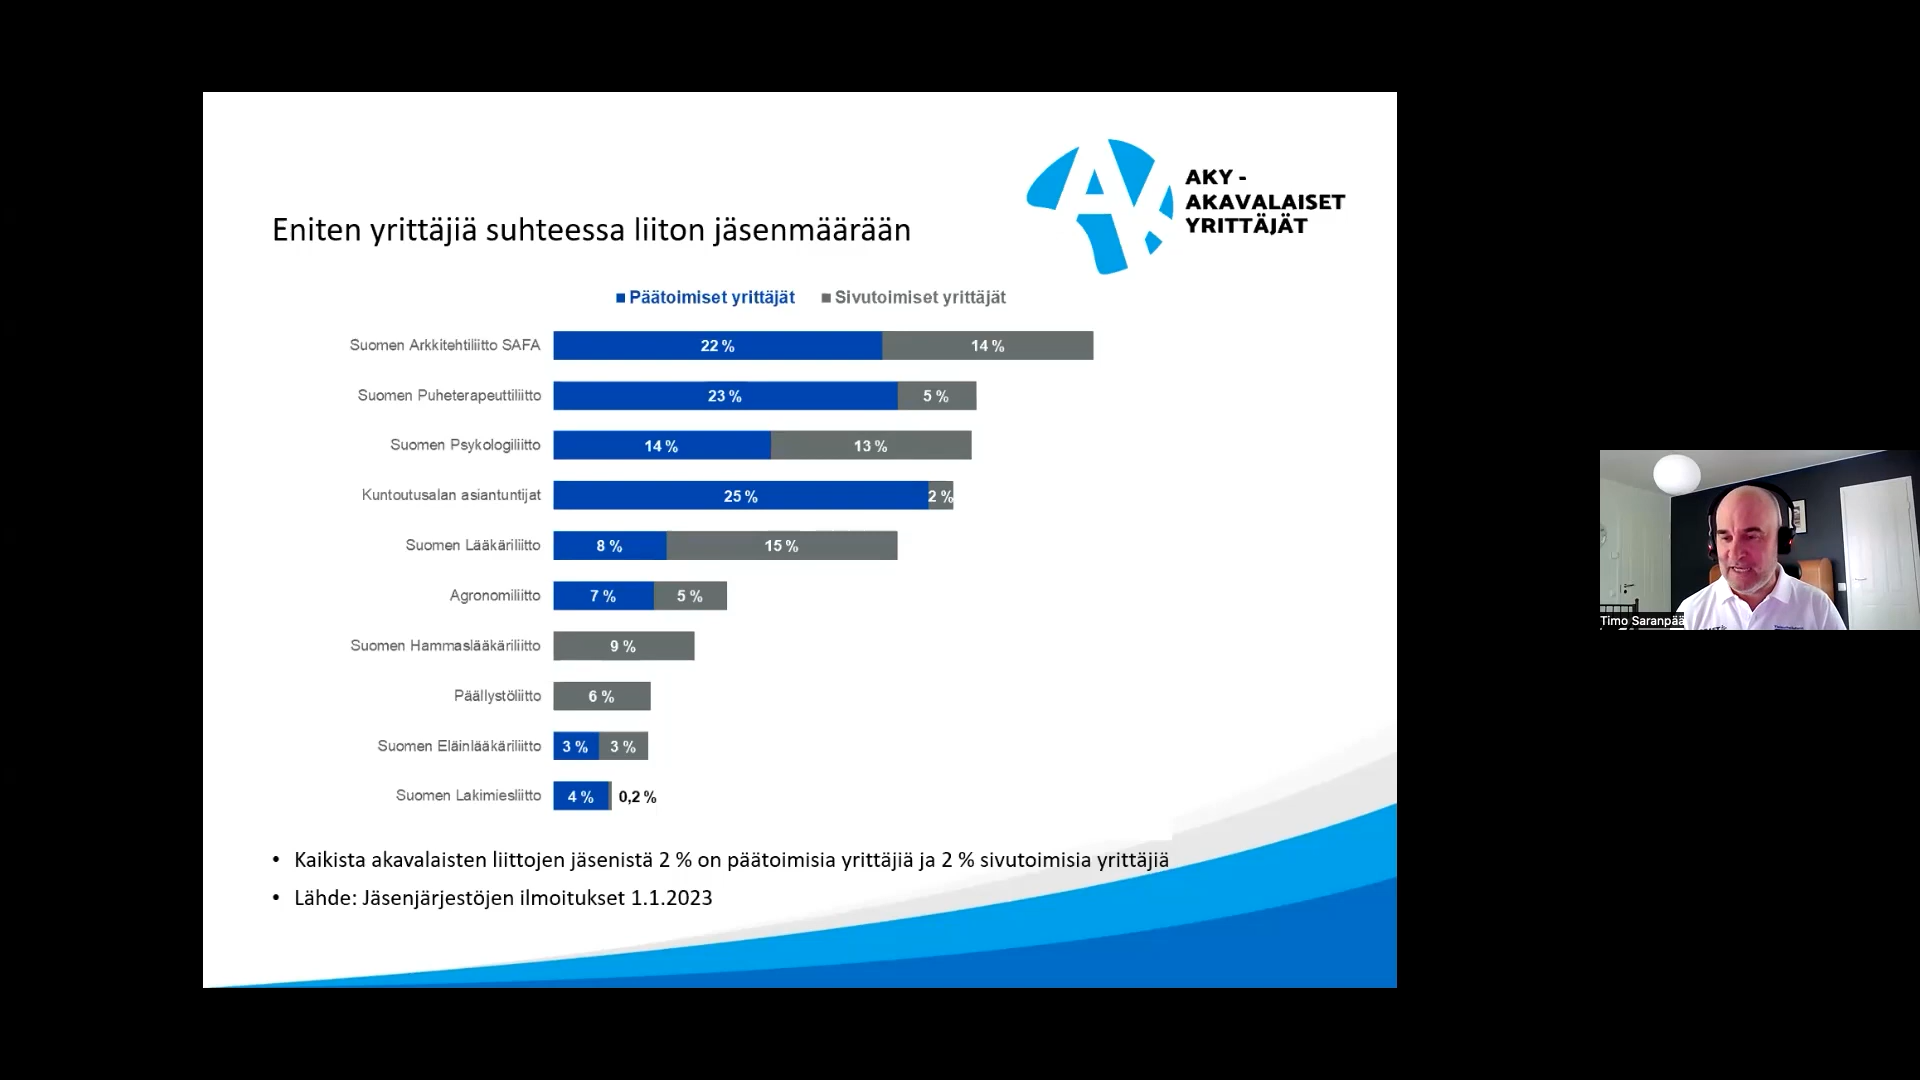 AKY -
AKAVALAISET
YRITTÄJÄT
Eniten yrittäjiä suhteessa liiton jäsenmäärään
Päätoimiset yrittäjät Sivutoimiset yrittäjät
Suomen Arkkitehtiliitto SAFA 22 % 14 %
Suomen Puheterapeuttiliitto 23 % 5 %
Suomen Psykologiliitto 14 % 13 %
Kuntoutusalan asiantuntijat 25 % 2 %
Suomen Lääkäriliitto 8 % 15 %
Agronomiliitto 7 % 5 %
Suomen Hammaslääkäriliitto 9 %
Päällystöliitto 6 %
Suomen Eläinlääkäriliitto 3 % 3 %
Suomen Lakimiesliitto 4 % 0,2 %
• Kaikista akavalaisten liittojen jäsenistä 2 % on päätoimisia yrittäjiä ja 2 % sivutoimisia yrittäjiä
• Lähde: Jäsenjärjestöjen ilmoitukset 1.1.2023
Timo Saranpää